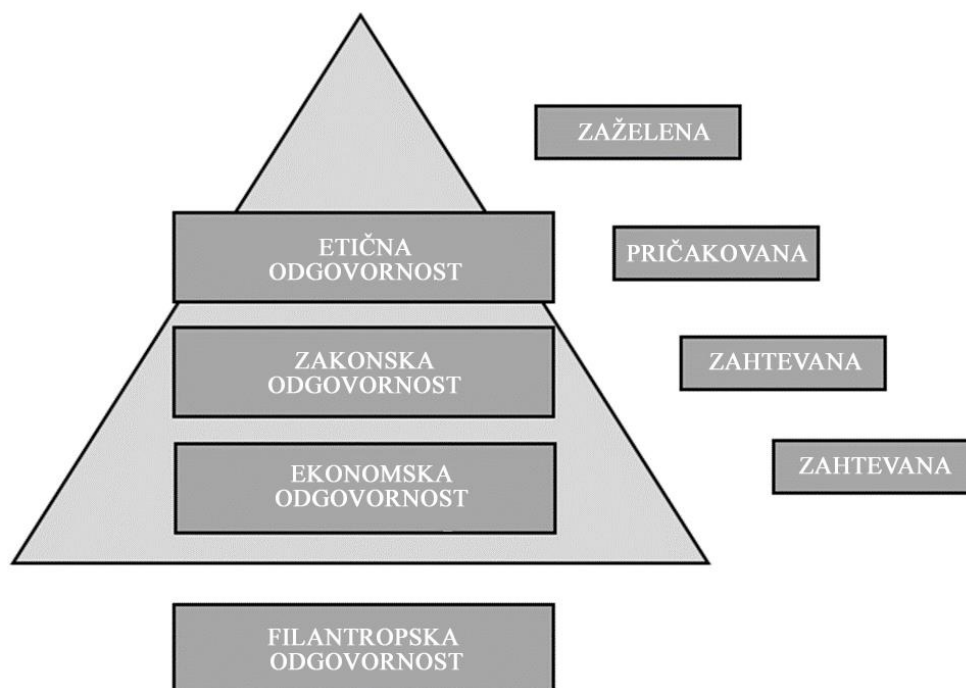 ZAŽELENA
ETIČNA
ODGOVORNOST
PRIČAKOVANA
ZAKONSKA
ODGOVORNOST
ZAHTEVANA
EKONOMSKA
ODGOVORNOST
ZAHTEVANA
FILANTROPSKA
ODGOVORNOST